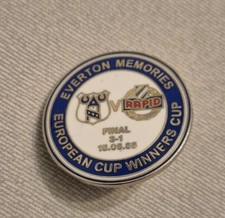 EVERTON MEMORIES
V
RAPID
FINAL
3-1
15.05.85
EUROPEAN CUP WINNERS CUP